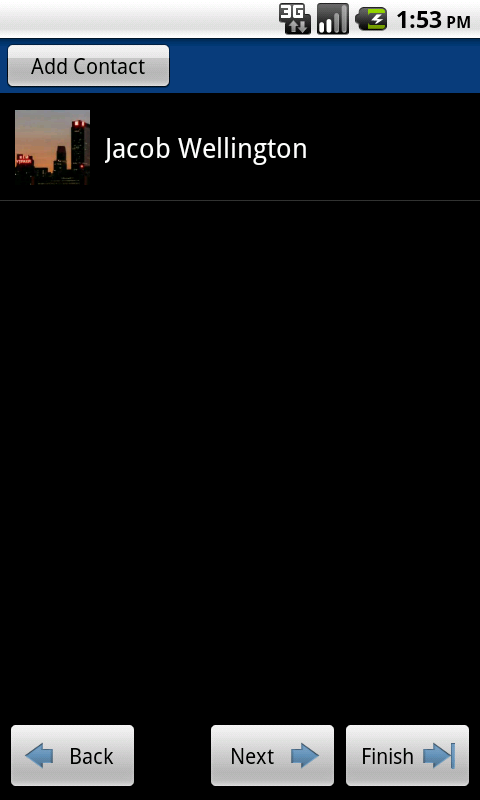 3G
1:53 PM
Add Contact
Jacob Wellington
Back
Next
Finish